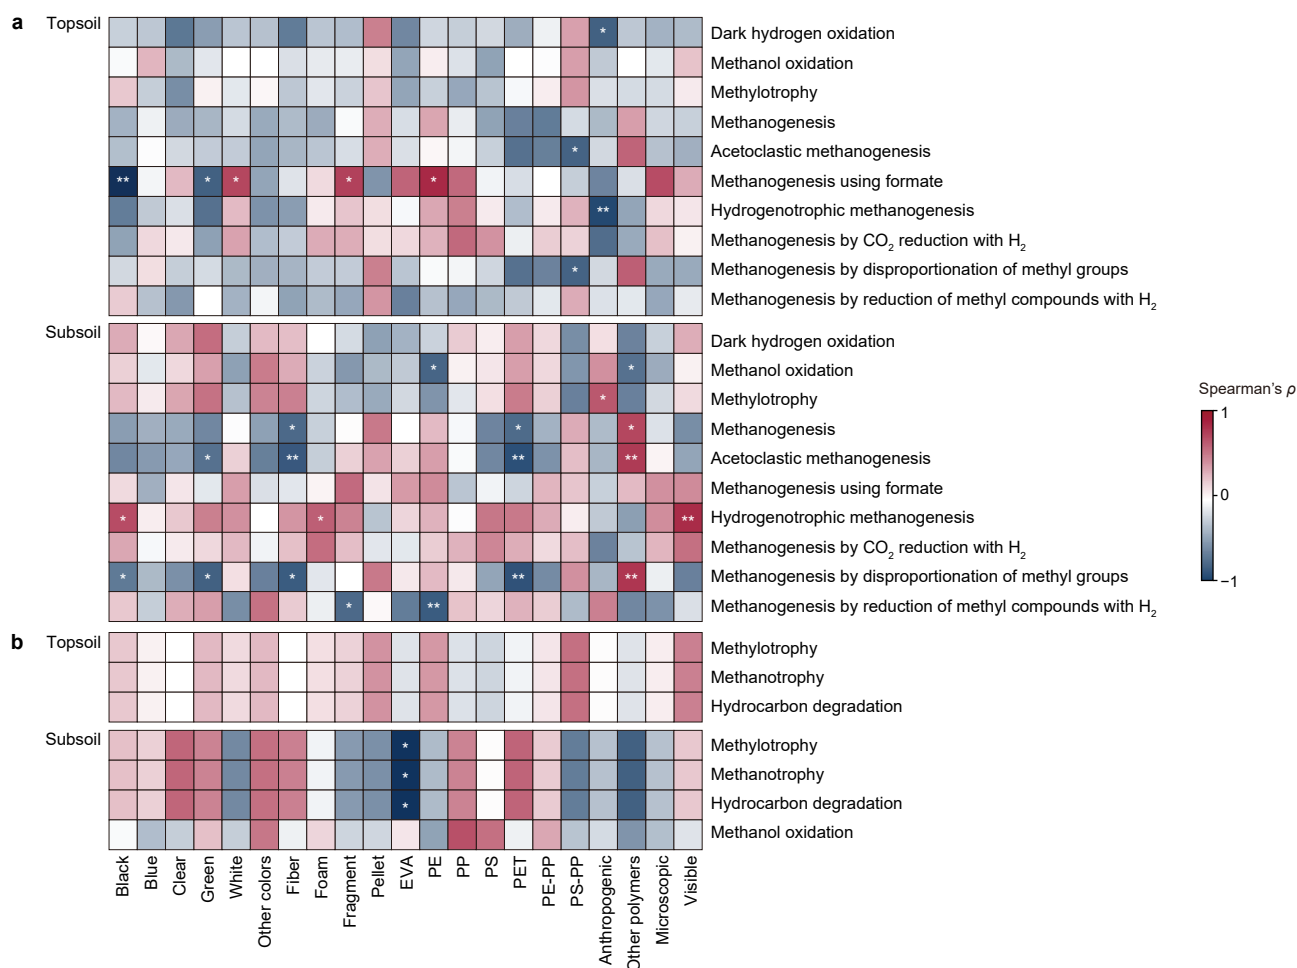 a
Topsoil
Dark hydrogen oxidation
*
Methanol oxidation
Methylotrophy
Methanogenesis
Acetoclastic methanogenesis
*
Methanogenesis using formate
** * * * *
Hydrogenotrophic methanogenesis
**
Methanogenesis by CO2 reduction with H2
Methanogenesis by disproportionation of methyl groups
*
Methanogenesis by reduction of methyl compounds with H2
Subsoil
Dark hydrogen oxidation
Methanol oxidation
* *
Methylotrophy
*
Methanogenesis
* * *
Acetoclastic methanogenesis
* ** ** **
Methanogenesis using formate
Hydrogenotrophic methanogenesis
* * **
Methanogenesis by CO2 reduction with H2
Methanogenesis by disproportionation of methyl groups
* * * ** **
Methanogenesis by reduction of methyl compounds with H2
* **
Spearman's ρ
1
0
−1
b
Topsoil
Methylotrophy
Methanotrophy
Hydrocarbon degradation
Subsoil
Methylotrophy
*
Methanotrophy
*
Hydrocarbon degradation
*
Methanol oxidation
Black
Blue
Clear
Green
White
Other colors
Fiber
Foam
Fragment
Pellet
EVA
PE
PP
PS
PET
PE-PP
PS-PP
Anthropogenic
Other polymers
Microscopic
Visible